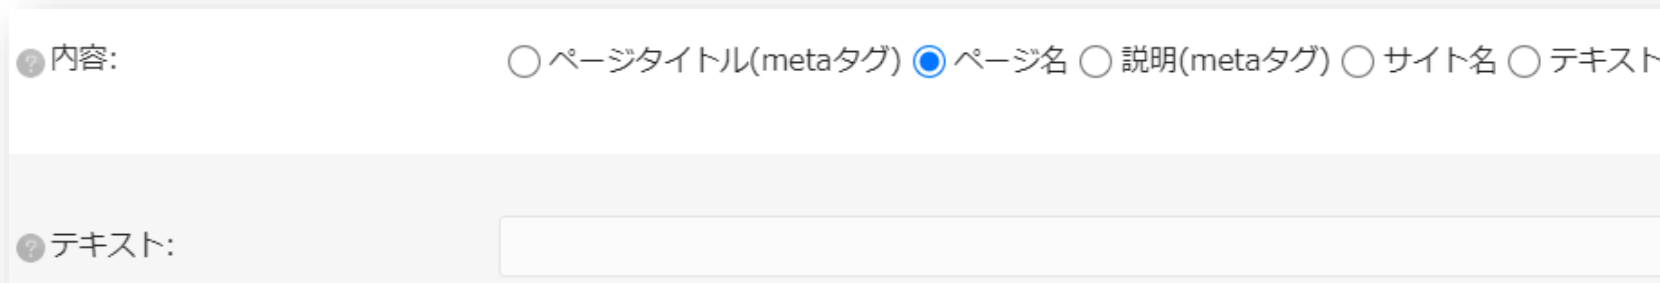 ? 内容: ページタイトル(metaタグ) ページ名 説明(metaタグ) サイト名 テキスト
? テキスト: